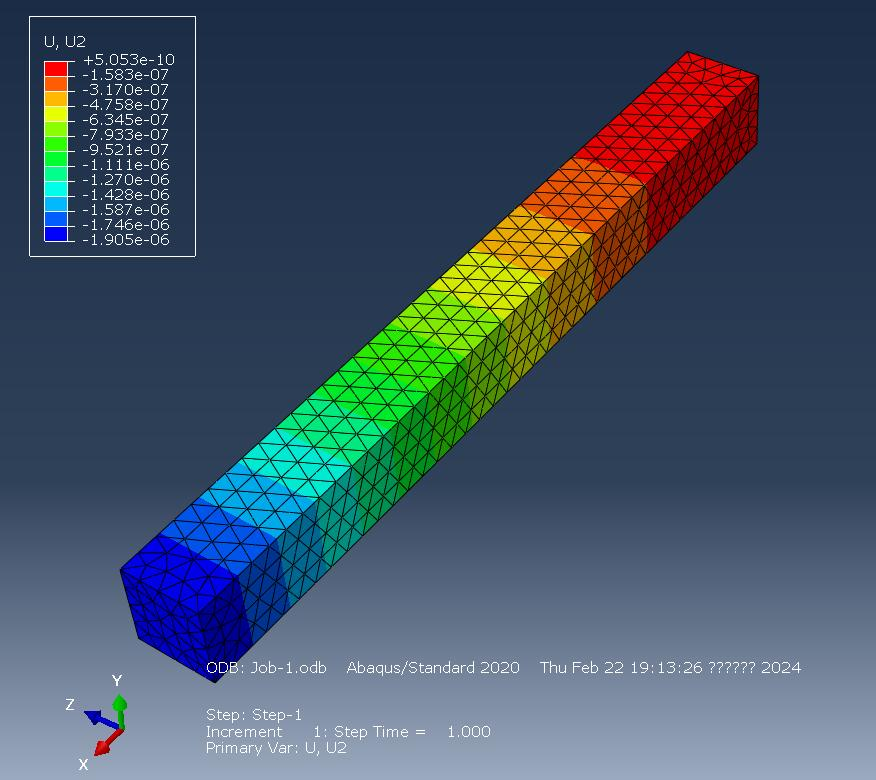 U, U2
+5.053e-10
-1.583e-07
-3.170e-07
-4.758e-07
-6.345e-07
-7.933e-07
-9.521e-07
-1.111e-06
-1.270e-06
-1.428e-06
-1.587e-06
-1.746e-06
-1.905e-06
ODB: Job-1.odb Abaqus/Standard 2020 Thu Feb 22 19:13:26 ?????? 2024
Y
Z
X
Step: Step-1
Increment 1: Step Time = 1.000
Primary Var: U, U2